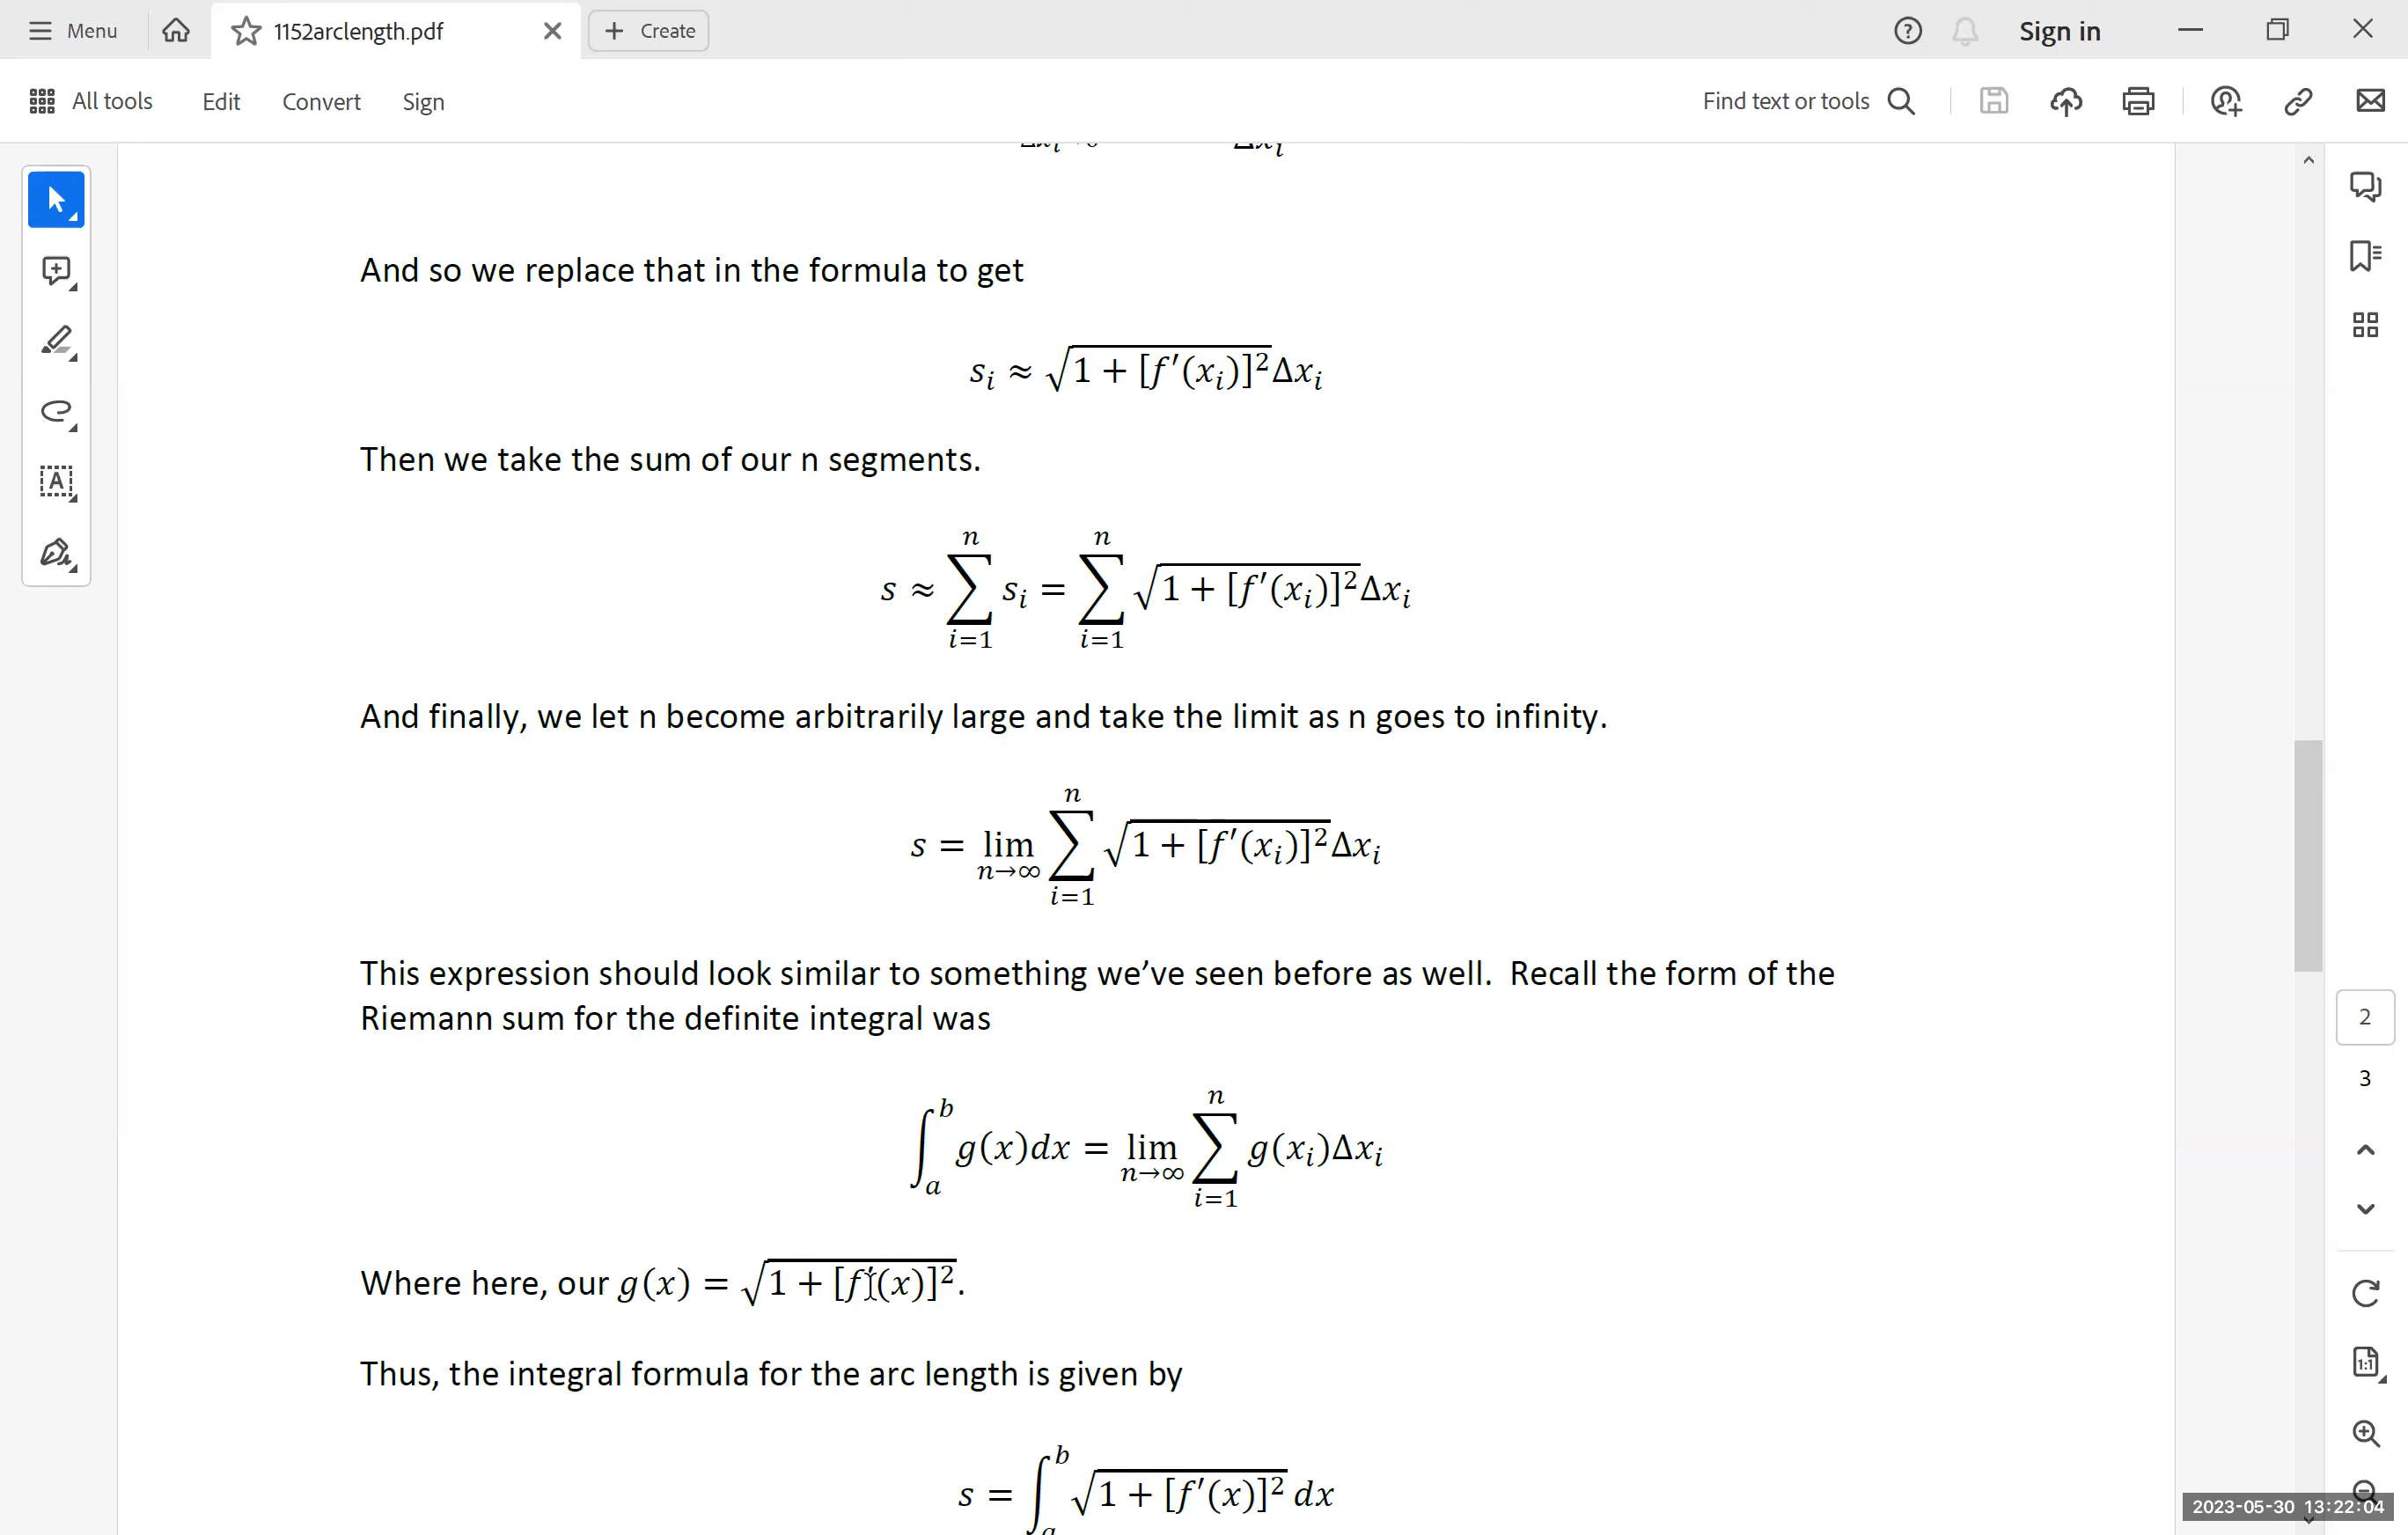 Menu
1152arclength.pdf
Create
Sign in
All tools
Edit
Convert
Sign
Find text or tools
And so we replace that in the formula to get
s_i ≈ √(1 + [f′(x_i)]²)Δx_i
Then we take the sum of our n segments.
s ≈ ∑_{i=1}^{n} s_i = ∑_{i=1}^{n} √(1 + [f′(x_i)]²)Δx_i
And finally, we let n become arbitrarily large and take the limit as n goes to infinity.
s = lim_{n→∞} ∑_{i=1}^{n} √(1 + [f′(x_i)]²)Δx_i
This expression should look similar to something we’ve seen before as well. Recall the form of the
Riemann sum for the definite integral was
∫_a^b g(x)dx = lim_{n→∞} ∑_{i=1}^{n} g(x_i)Δx_i
Where here, our g(x) = √(1 + [f′(x)]²).
Thus, the integral formula for the arc length is given by
s = ∫_a^b √(1 + [f′(x)]²) dx
2
3
1:1
2023-05-30 13:22:04